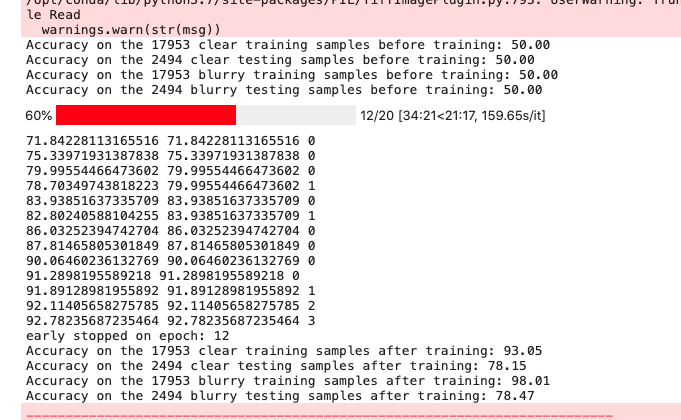 /opt/conda/lib/python3.7/site-packages/PIL/TiffImagePlugin.py:793: UserWarning: Trun
le Read
warnings.warn(str(msg))
Accuracy on the 17953 clear training samples before training: 50.00
Accuracy on the 2494 clear testing samples before training: 50.00
Accuracy on the 17953 blurry training samples before training: 50.00
Accuracy on the 2494 blurry testing samples before training: 50.00
60% 12/20 [34:21<21:17, 159.65s/it]
71.84228113165516 71.84228113165516 0
75.33971931387838 75.33971931387838 0
79.99554466473602 79.99554466473602 0
78.70349743818223 79.99554466473602 1
83.93851637335709 83.93851637335709 0
82.80240588104255 83.93851637335709 1
86.03252394742704 86.03252394742704 0
87.81465805301849 87.81465805301849 0
90.06460236132769 90.06460236132769 0
91.2898195589218 91.2898195589218 0
91.89128981955892 91.89128981955892 1
92.11405658275785 92.11405658275785 2
92.78235687235464 92.78235687235464 3
early stopped on epoch: 12
Accuracy on the 17953 clear training samples after training: 93.05
Accuracy on the 2494 clear testing samples after training: 78.15
Accuracy on the 17953 blurry training samples after training: 98.01
Accuracy on the 2494 blurry testing samples after training: 78.47